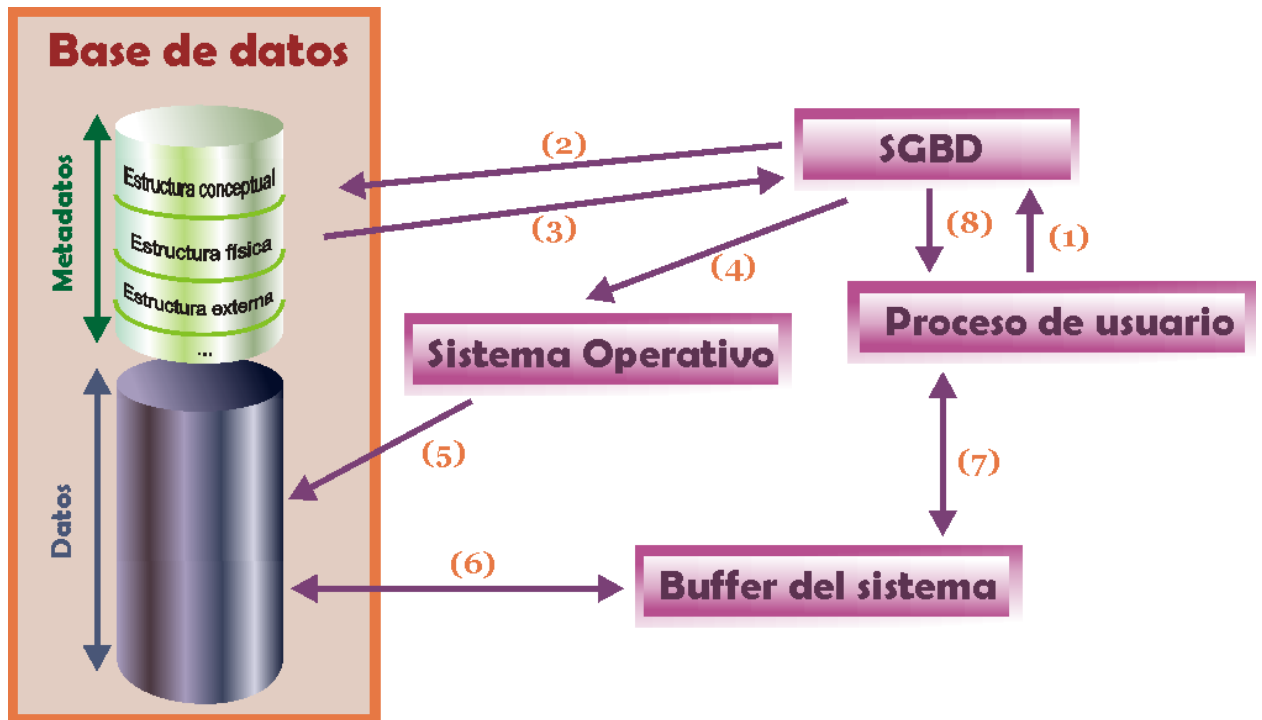 Base de datos
Metadatos
Estructura conceptual
Estructura física
Estructura externa
...
Datos
(2)
(3)
SGBD
(8)
(1)
(4)
Sistema Operativo
Proceso de usuario
(5)
(7)
(6)
Buffer del sistema